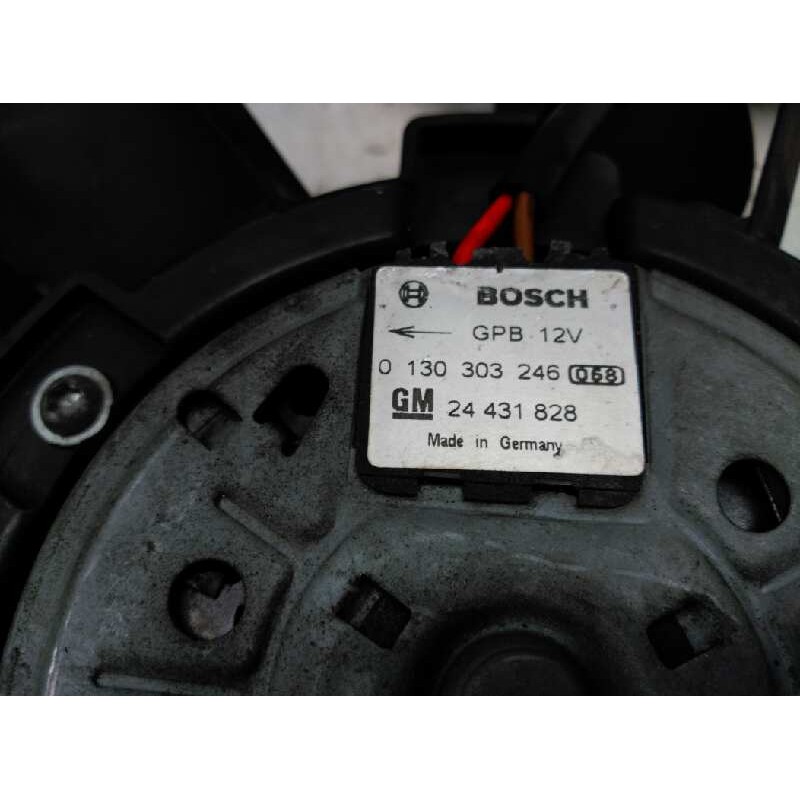 BOSCH
GPB 12V
0 130 303 246 068
GM 24 431 828
Made in Germany